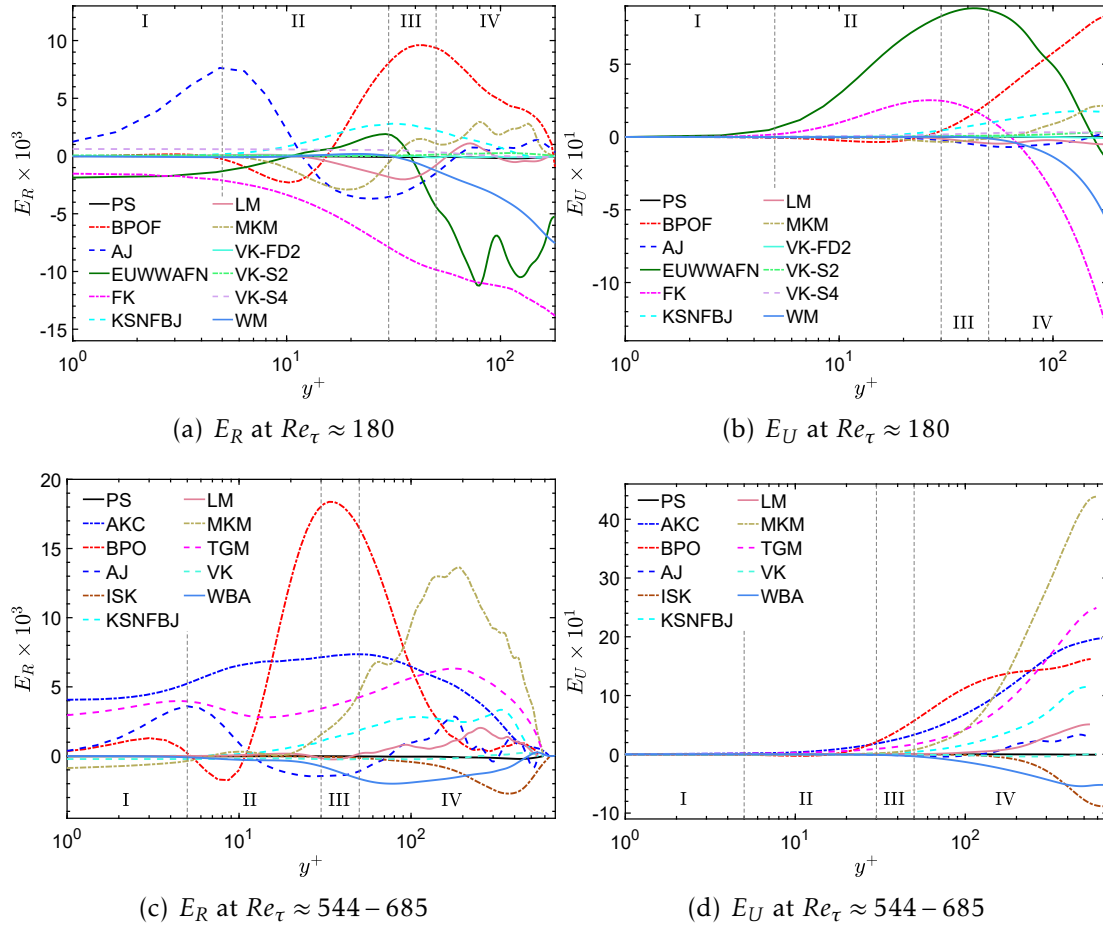 I II III IV
10
5
0
-5
-10
-15
E_R × 10^3
PS LM
BPOF MKM
AJ VK-FD2
EUWWAFN VK-S2
FK VK-S4
KSNFBJ WM
10^0 10^1 10^2
y^+
(a) E_R at Re_τ ≈ 180
I II
5
0
-5
-10
E_U × 10^1
PS LM
BPOF MKM
AJ VK-FD2
EUWWAFN VK-S2
FK VK-S4
KSNFBJ WM
III IV
10^0 10^1 10^2
y^+
(b) E_U at Re_τ ≈ 180
20
15
10
5
0
E_R × 10^3
PS LM
AKC MKM
BPO TGM
AJ VK
ISK WBA
KSNFBJ
I II III IV
10^0 10^1 10^2
y^+
(c) E_R at Re_τ ≈ 544 – 685
40
30
20
10
0
-10
E_U × 10^1
PS LM
AKC MKM
BPO TGM
AJ VK
ISK WBA
KSNFBJ
I II III IV
10^0 10^1 10^2
y^+
(d) E_U at Re_τ ≈ 544 – 685